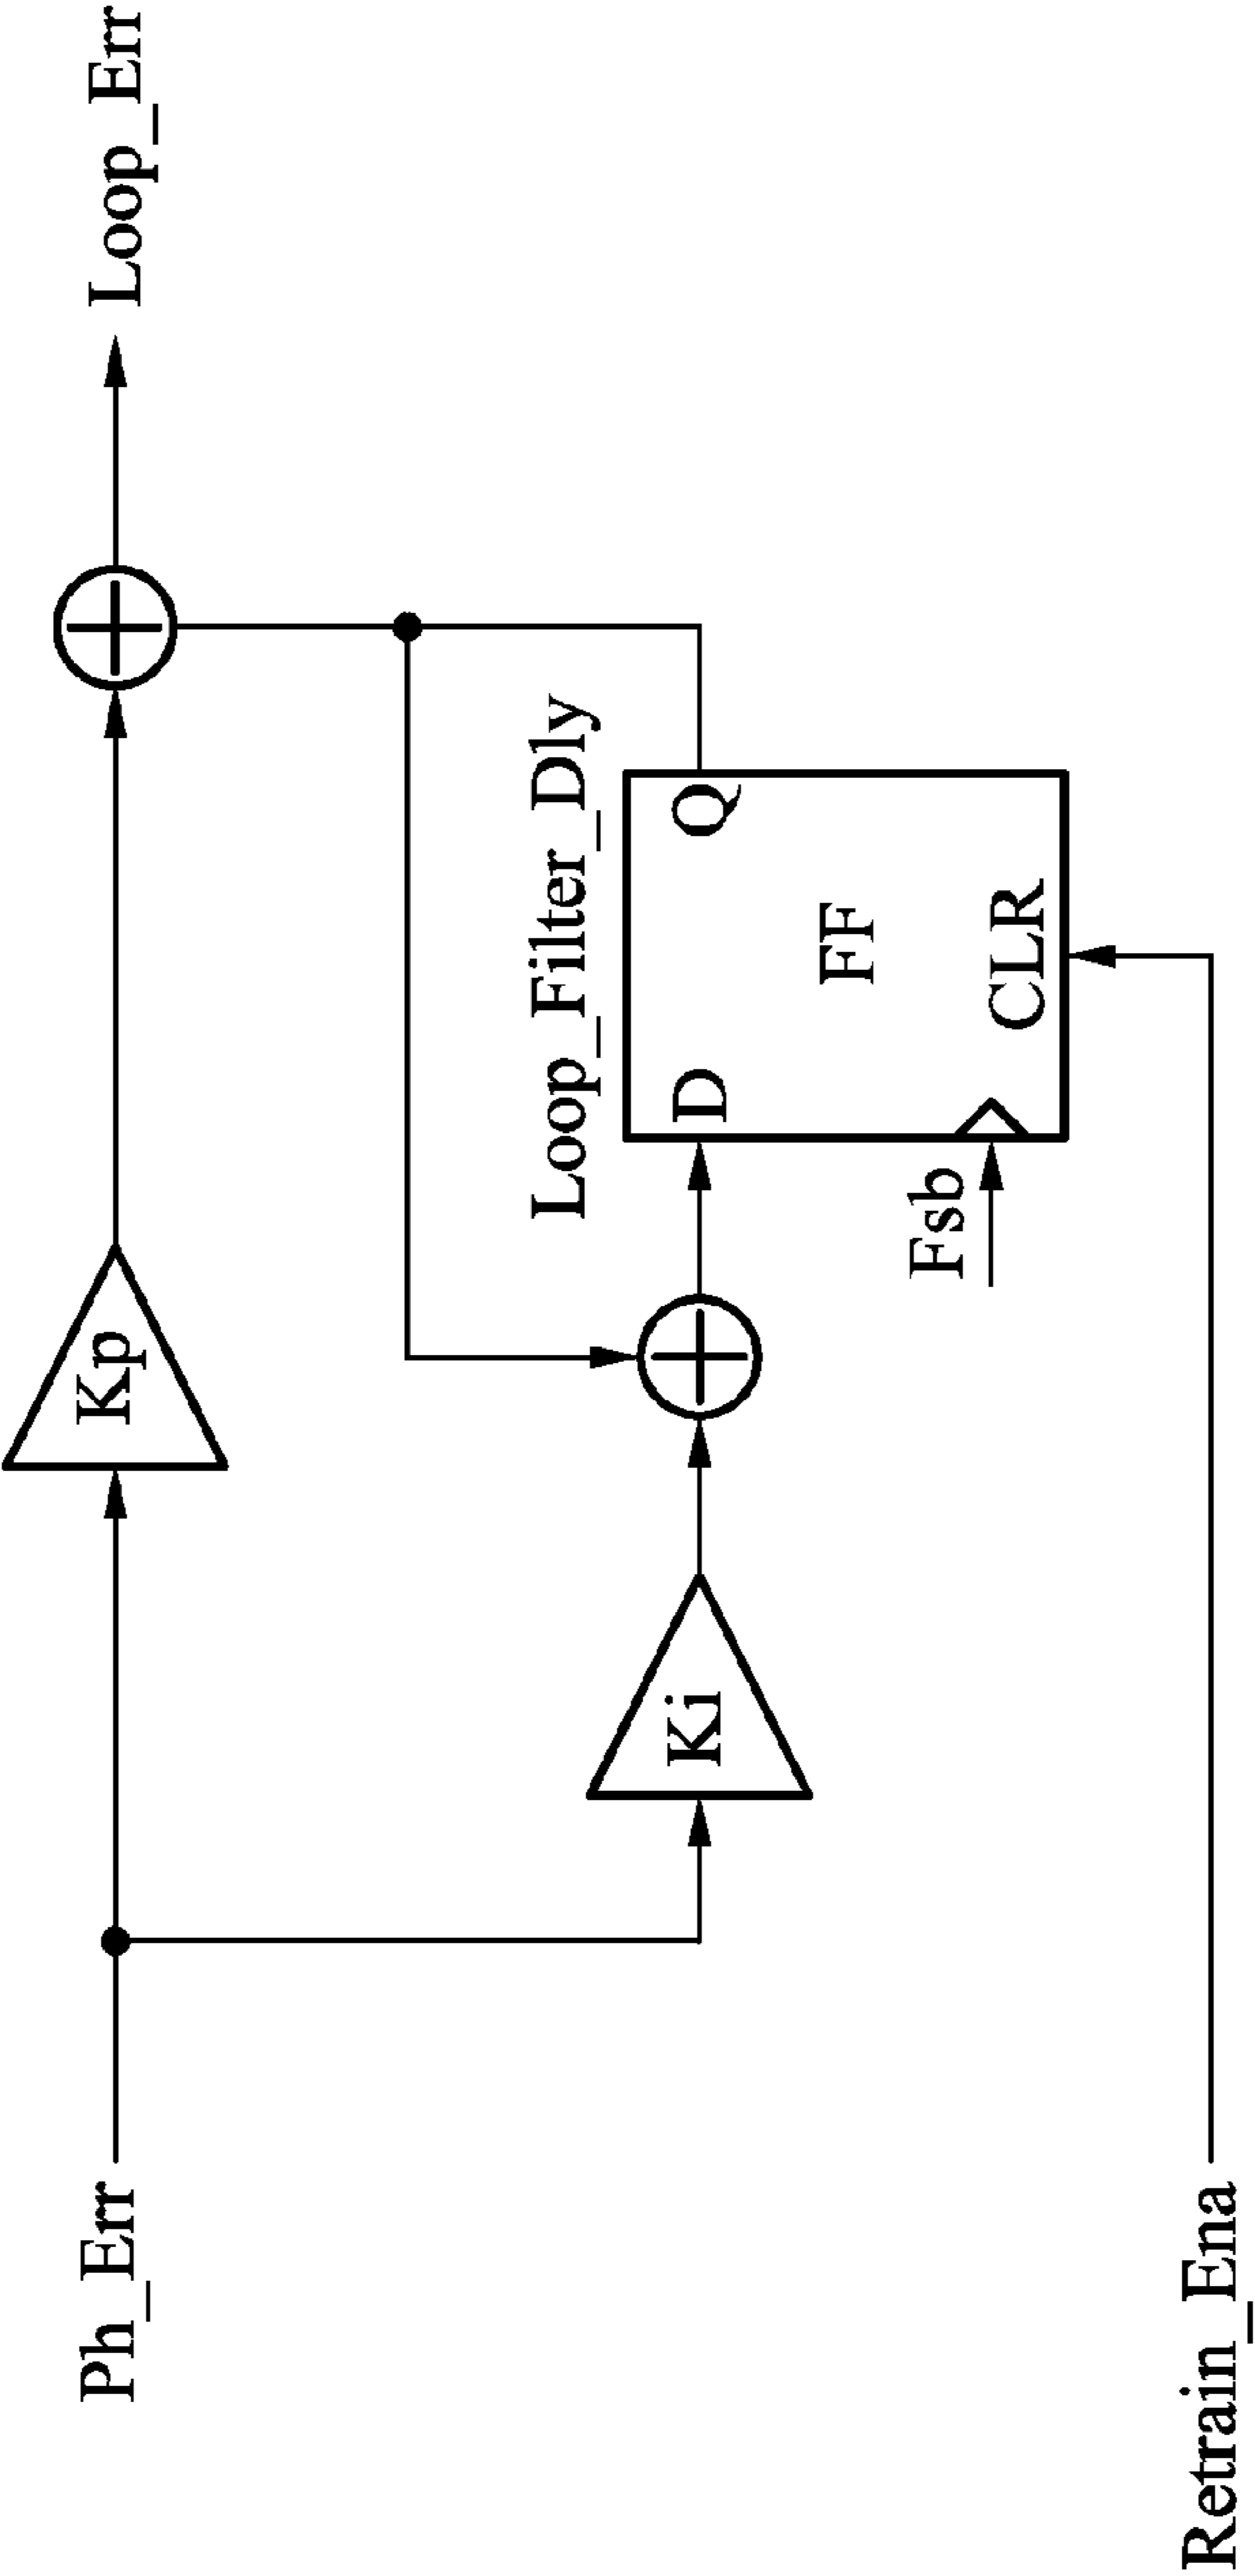 Ph_Err
Kp
Loop_Err
Ki
Loop_Filter_Dly
D
Q
FF
Fsb
CLR
Retrain_Ena